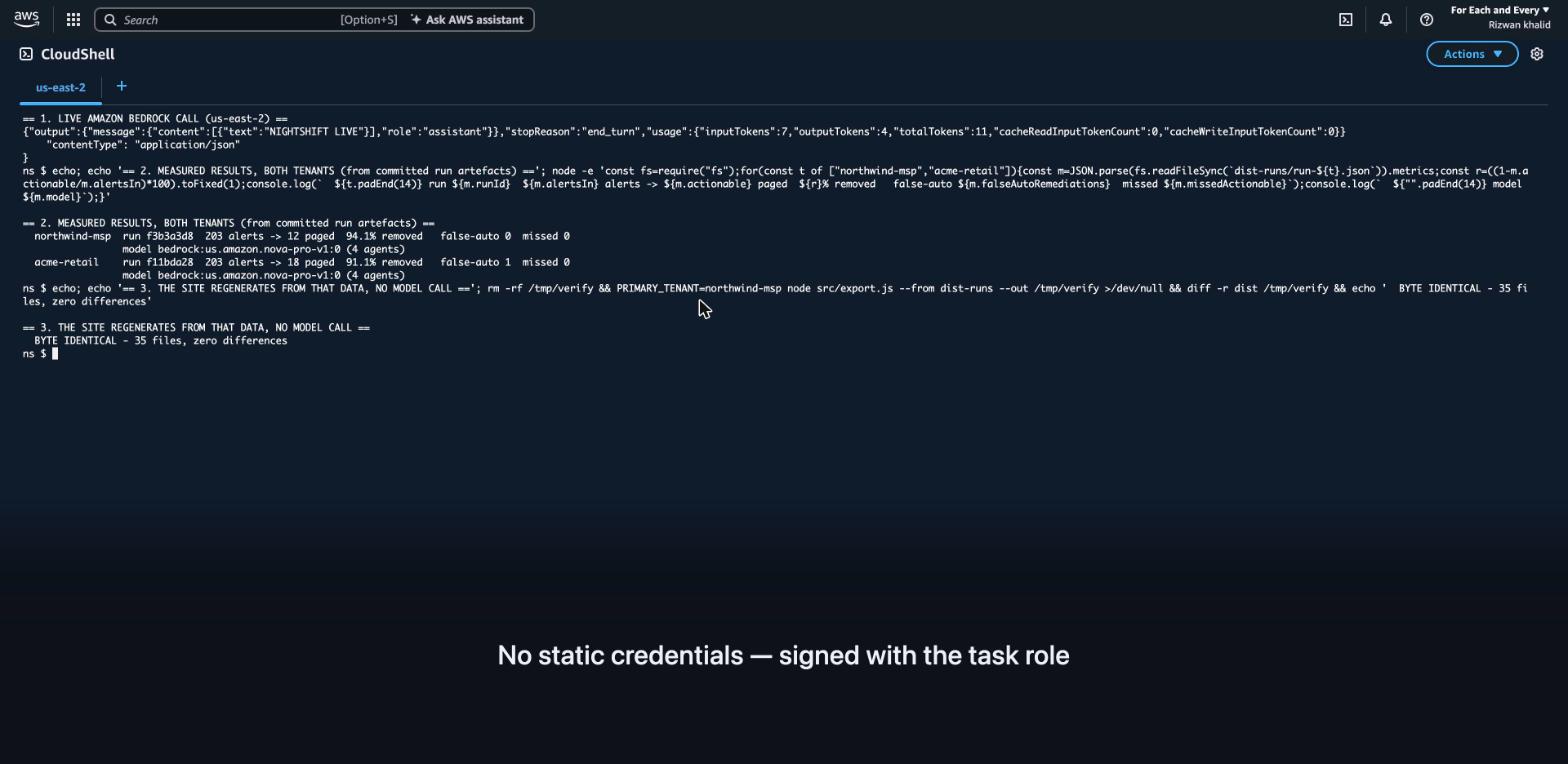 aws
Search [Option+S] Ask AWS assistant
For Each and Every ▼
Rizwan khalid
CloudShell
Actions ▼
us-east-2 +
== 1. LIVE AMAZON BEDROCK CALL (us-east-2) ==
{"output":{"message":{"content":[{"text":"NIGHTSHIFT LIVE"}],"role":"assistant"}},"stopReason":"end_turn","usage":{"inputTokens":7,"outputTokens":4,"totalTokens":11,"cacheReadInputTokenCount":0,"cacheWriteInputTokenCount":0}}
    "contentType": "application/json"
}
ns $ echo; echo '== 2. MEASURED RESULTS, BOTH TENANTS (from committed run artefacts) =='; node -e 'const fs=require("fs");for(const t of ["northwind-msp","acme-retail"]){const m=JSON.parse(fs.readFileSync(`dist-runs/run-${t}.json`)).metrics;const r=((1-m.a
ctionable/m.alertsIn)*100).toFixed(1);console.log(`  ${t.padEnd(14)} run ${m.runId}  ${m.alertsIn} alerts -> ${m.actionable} paged  ${r}% removed   false-auto ${m.falseAutoRemediations}  missed ${m.missedActionable}`);console.log(`  ${"".padEnd(14)} model
${m.model}`);}'
== 2. MEASURED RESULTS, BOTH TENANTS (from committed run artefacts) ==
  northwind-msp  run f3b3a3d8  203 alerts -> 12 paged  94.1% removed   false-auto 0  missed 0
                 model bedrock:us.amazon.nova-pro-v1:0 (4 agents)
  acme-retail    run f11bda28  203 alerts -> 18 paged  91.1% removed   false-auto 1  missed 0
                 model bedrock:us.amazon.nova-pro-v1:0 (4 agents)
ns $ echo; echo '== 3. THE SITE REGENERATES FROM THAT DATA, NO MODEL CALL =='; rm -rf /tmp/verify && PRIMARY_TENANT=northwind-msp node src/export.js --from dist-runs --out /tmp/verify >/dev/null && diff -r dist /tmp/verify && echo '  BYTE IDENTICAL - 35 fi
les, zero differences'
== 3. THE SITE REGENERATES FROM THAT DATA, NO MODEL CALL ==
  BYTE IDENTICAL - 35 files, zero differences
ns $
No static credentials — signed with the task role